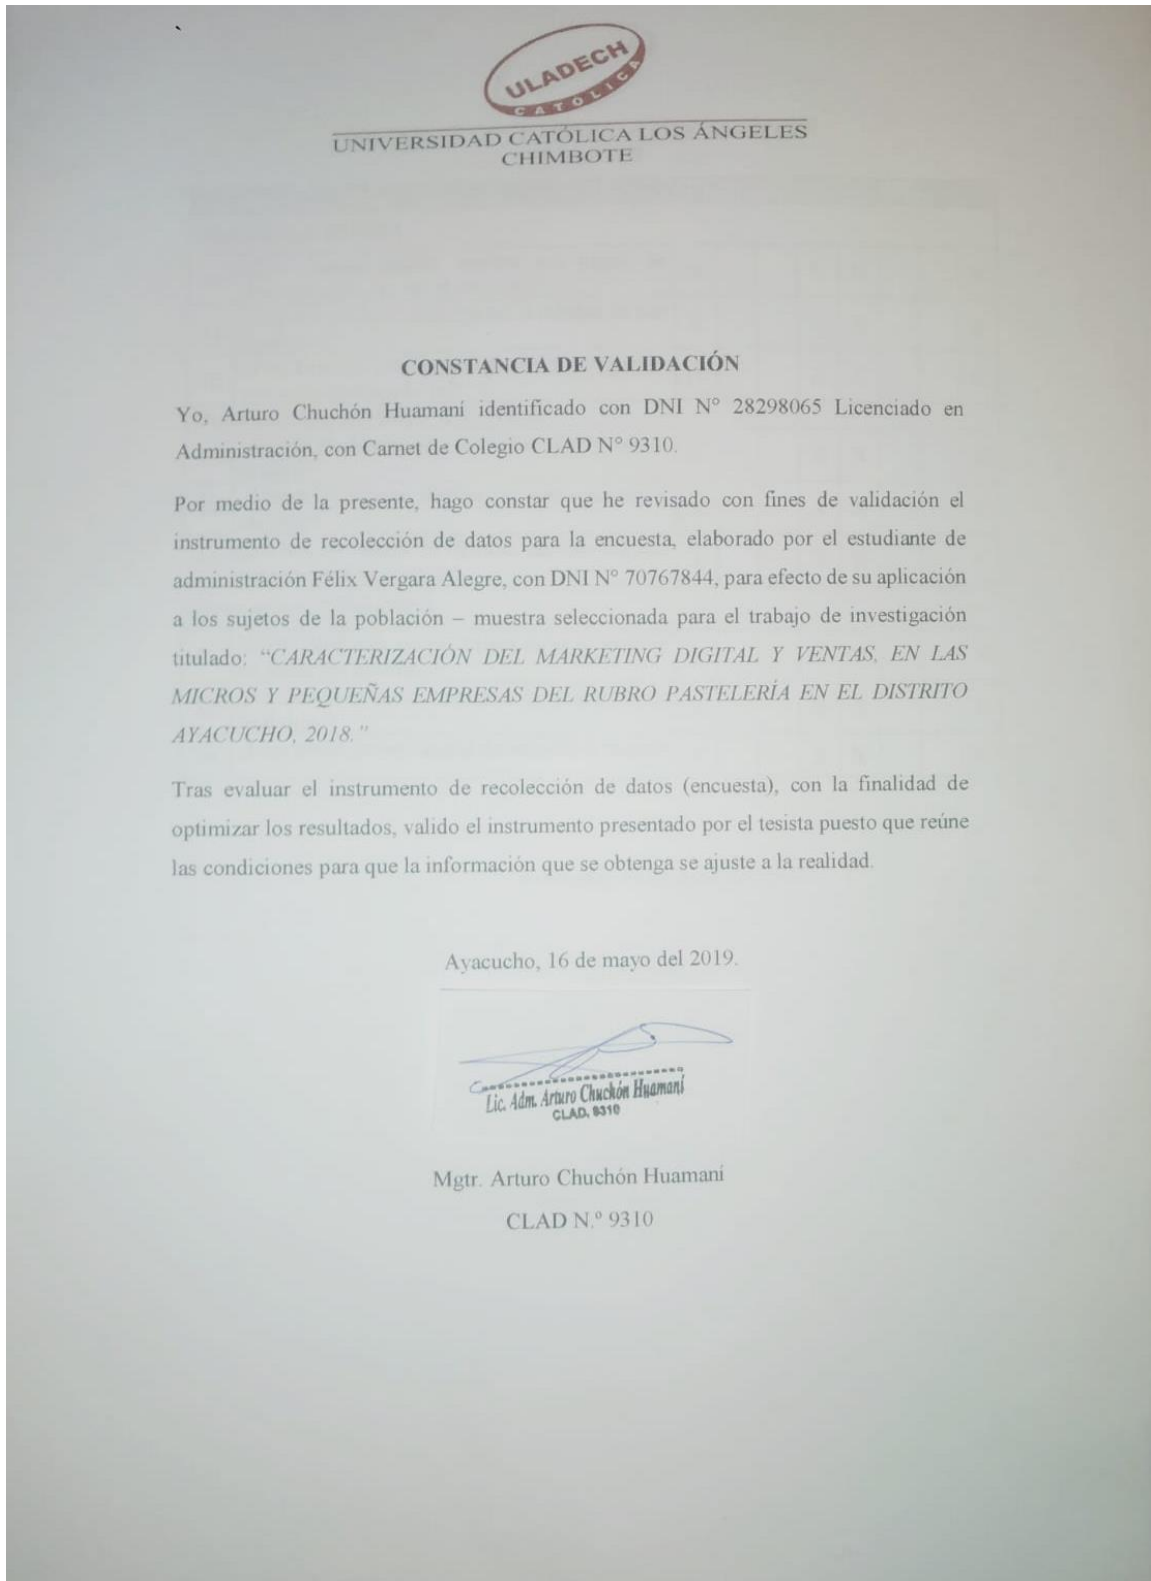 ULADECH
CATOLICA
UNIVERSIDAD CATÓLICA LOS ÁNGELES
CHIMBOTE
CONSTANCIA DE VALIDACIÓN
Yo, Arturo Chuchón Huamaní identificado con DNI N° 28298065 Licenciado en
Administración, con Carnet de Colegio CLAD N° 9310.
Por medio de la presente, hago constar que he revisado con fines de validación el
instrumento de recolección de datos para la encuesta, elaborado por el estudiante de
administración Félix Vergara Alegre, con DNI N° 70767844, para efecto de su aplicación
a los sujetos de la población – muestra seleccionada para el trabajo de investigación
titulado: “CARACTERIZACIÓN DEL MARKETING DIGITAL Y VENTAS, EN LAS
MICROS Y PEQUEÑAS EMPRESAS DEL RUBRO PASTELERÍA EN EL DISTRITO
AYACUCHO, 2018.”
Tras evaluar el instrumento de recolección de datos (encuesta), con la finalidad de
optimizar los resultados, valido el instrumento presentado por el tesista puesto que reúne
las condiciones para que la información que se obtenga se ajuste a la realidad.
Ayacucho, 16 de mayo del 2019.
Lic. Adm. Arturo Chuchón Huamaní
CLAD, 9310
Mgtr. Arturo Chuchón Huamaní
CLAD N.º 9310